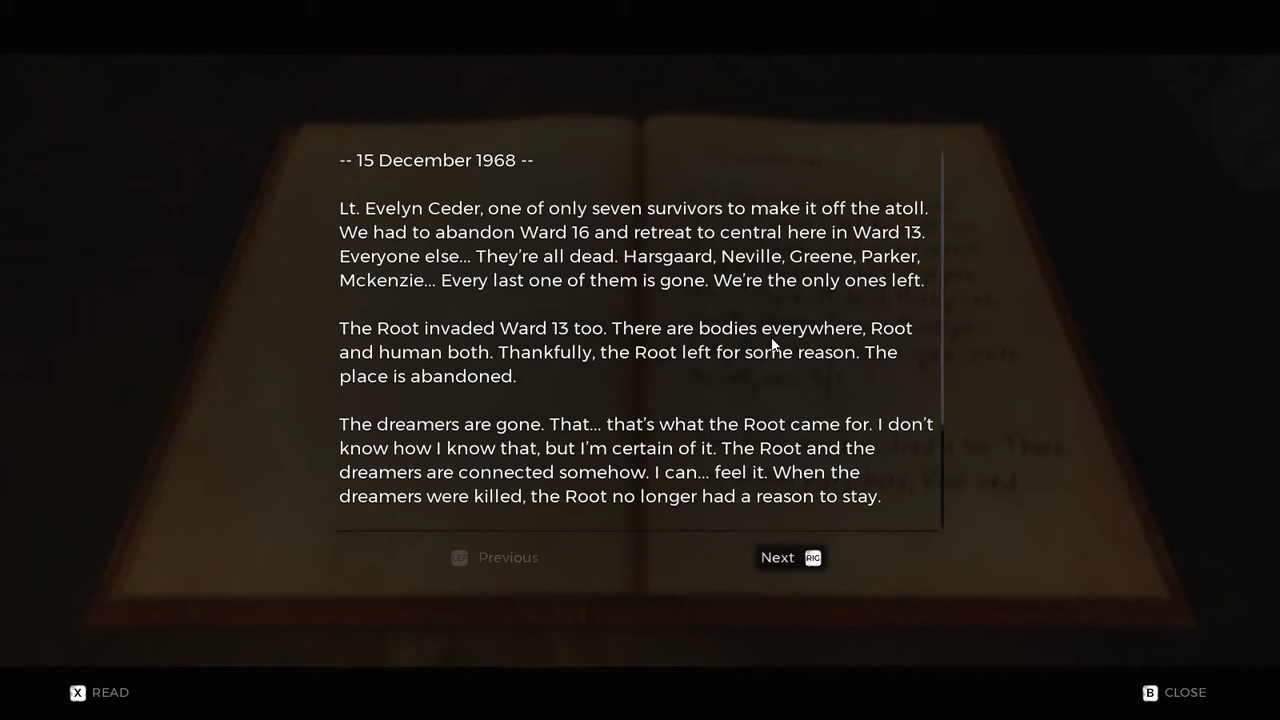 -- 15 December 1968 --
Lt. Evelyn Ceder, one of only seven survivors to make it off the atoll.
We had to abandon Ward 16 and retreat to central here in Ward 13.
Everyone else... They're all dead. Harsgaard, Neville, Greene, Parker,
Mckenzie... Every last one of them is gone. We're the only ones left.
The Root invaded Ward 13 too. There are bodies everywhere, Root
and human both. Thankfully, the Root left for some reason. The
place is abandoned.
The dreamers are gone. That... that's what the Root came for. I don't
know how I know that, but I'm certain of it. The Root and the
dreamers are connected somehow. I can... feel it. When the
dreamers were killed, the Root no longer had a reason to stay.
Previous
Next RIG
X READ
B CLOSE